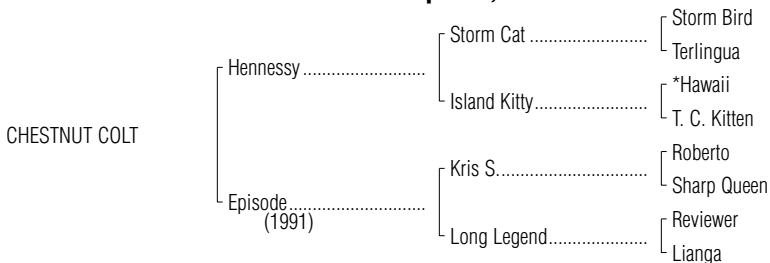 Storm Bird
Storm Cat ............................
Terlingua
Hennessy .............................
*Hawaii
Island Kitty...........................
T. C. Kitten
CHESTNUT COLT
Roberto
Kris S...................................
Sharp Queen
Episode................................
(1991)
Reviewer
Long Legend.......................
Lianga